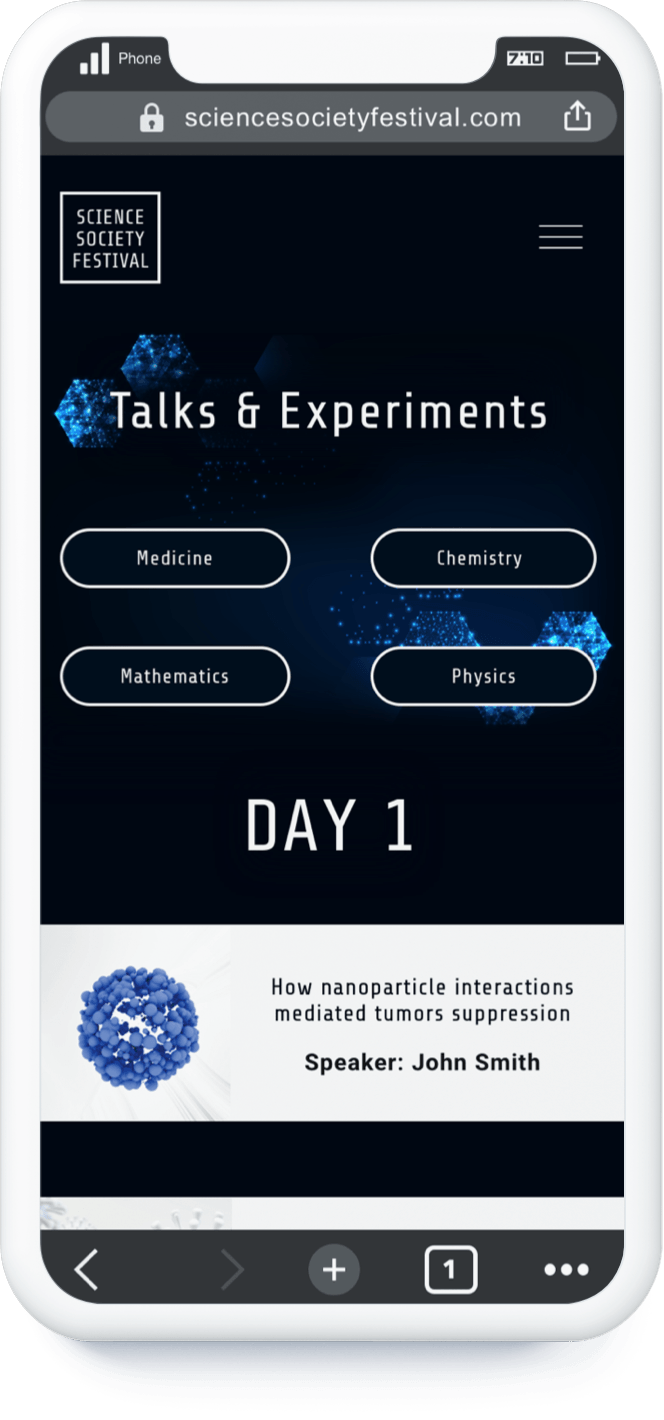 Phone 7:10
sciencesocietyfestival.com
SCIENCE
SOCIETY
FESTIVAL
Talks & Experiments
Medicine Chemistry
Mathematics Physics
DAY 1
How nanoparticle interactions
mediated tumors suppression
Speaker: John Smith
1